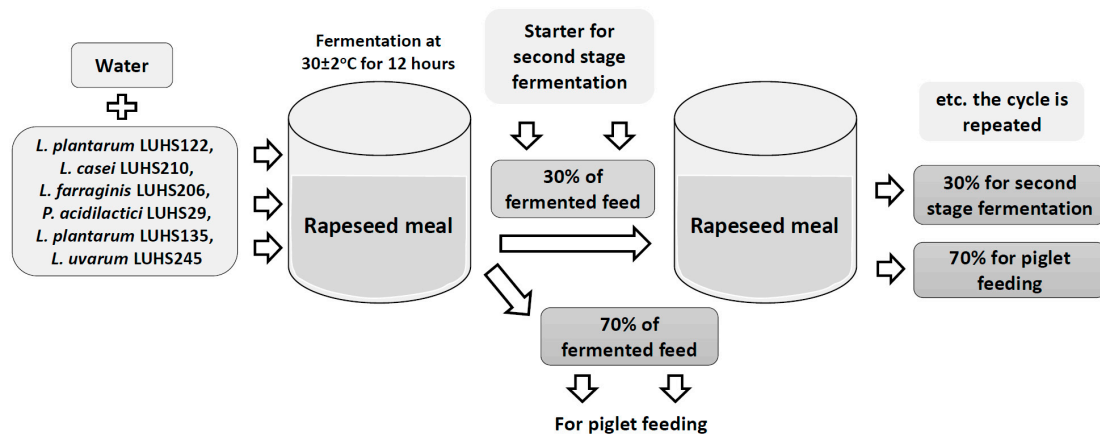 Water
L. plantarum LUHS122,
L. casei LUHS210,
L. farraginis LUHS206,
P. acidilactici LUHS29,
L. plantarum LUHS135,
L. uvarum LUHS245
Fermentation at
30±2°C for 12 hours
Rapeseed meal
Starter for
second stage
fermentation
30% of
fermented feed
70% of
fermented feed
For piglet feeding
Rapeseed meal
etc. the cycle is
repeated
30% for second
stage fermentation
70% for piglet
feeding